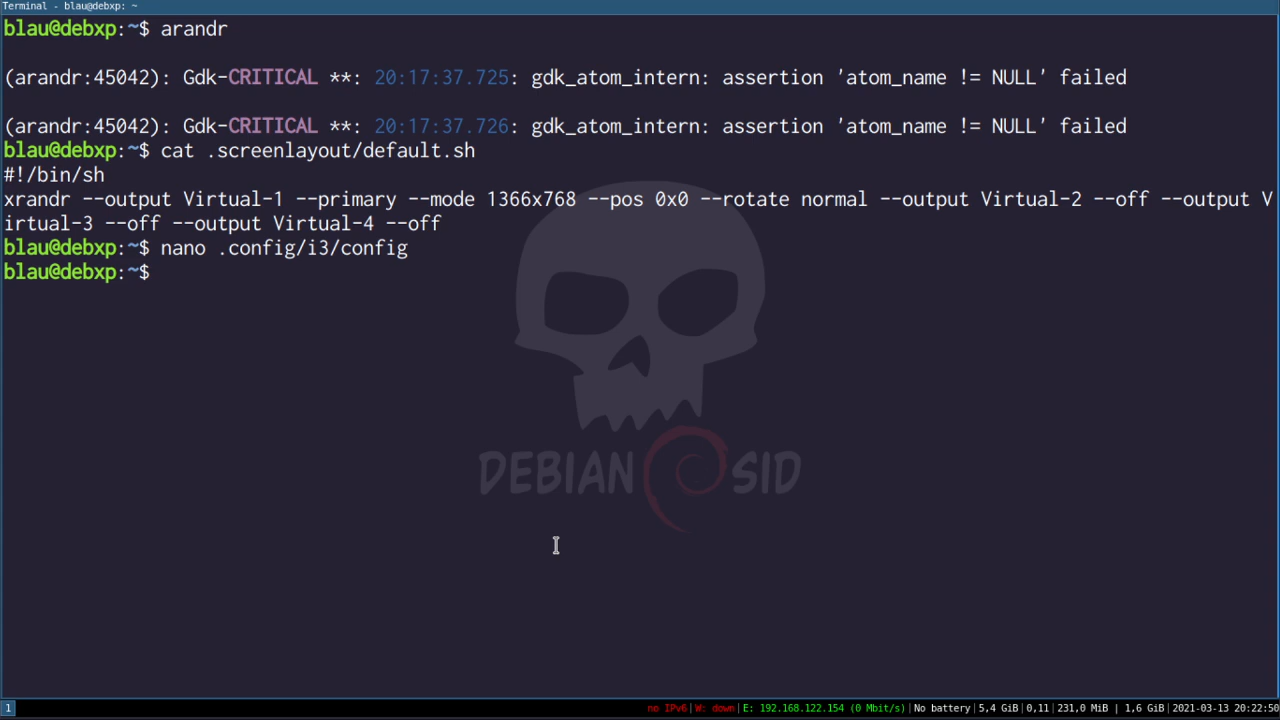 Terminal - blau@debxp: ~
blau@debxp:~$ arandr
(arandr:45042): Gdk-CRITICAL **: 20:17:37.725: gdk_atom_intern: assertion 'atom_name != NULL' failed
(arandr:45042): Gdk-CRITICAL **: 20:17:37.726: gdk_atom_intern: assertion 'atom_name != NULL' failed
blau@debxp:~$ cat .screenlayout/default.sh
#!/bin/sh
xrandr --output Virtual-1 --primary --mode 1366x768 --pos 0x0 --rotate normal --output Virtual-2 --off --output V
irtual-3 --off --output Virtual-4 --off
blau@debxp:~$ nano .config/i3/config
blau@debxp:~$
DEBIAN SID
1 no IPv6|W: down|E: 192.168.122.154 (0 Mbit/s)|No battery|5,4 GiB|0,11|231,0 MiB | 1,6 GiB|2021-03-13 20:22:50